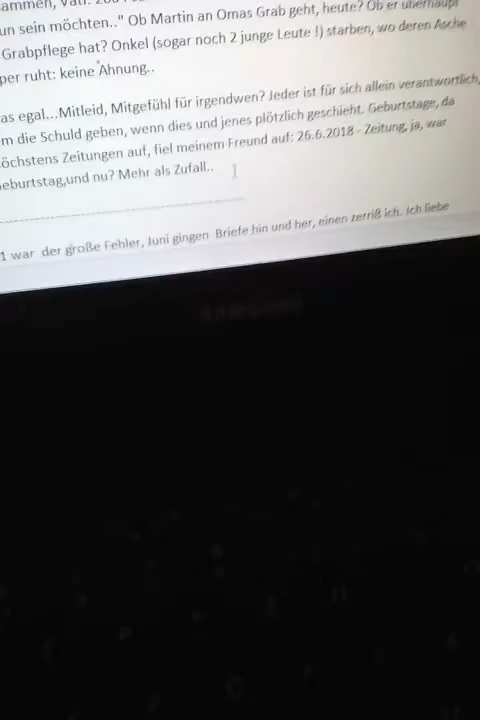 ammen, Vati: 200
un sein möchten.." Ob Martin an Omas Grab geht, heute? Ob er überhaupt
Grabpflege hat? Onkel (sogar noch 2 junge Leute !) starben, wo deren Asche
per ruht: keine Ahnung..
as egal...Mitleid, Mitgefühl für irgendwen? Jeder ist für sich allein verantwortlich,
m die Schuld geben, wenn dies und jenes plötzlich geschieht. Geburtstage, da
öchstens Zeitungen auf, fiel meinem Freund auf: 26.6.2018 - Zeitung, ja, war
eburtstag,und nu? Mehr als Zufall..
1 war der große Fehler, Juni gingen Briefe hin und her, einen zerriß ich. Ich liebe
SAMSUNG